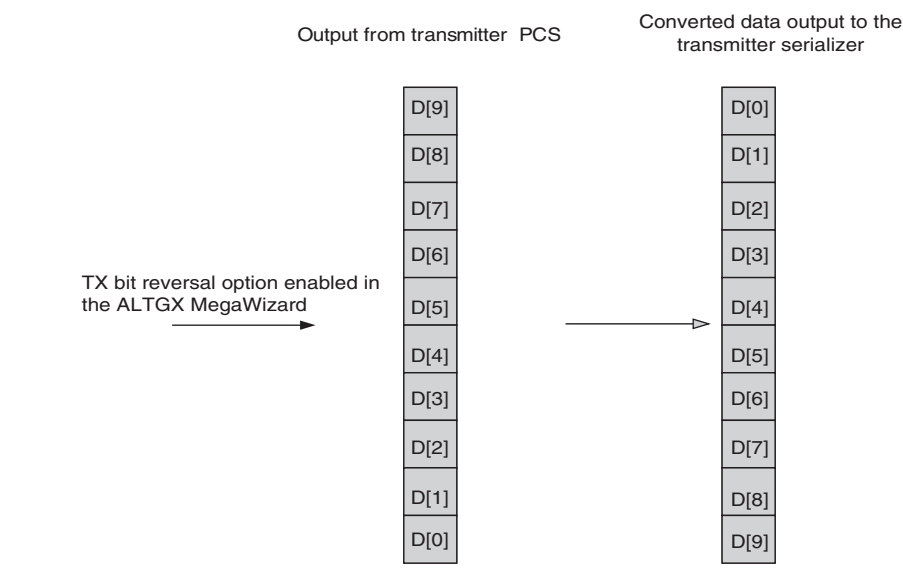 Output from transmitter PCS
Converted data output to the
transmitter serializer
TX bit reversal option enabled in
the ALTGX MegaWizard
D[9]
D[8]
D[7]
D[6]
D[5]
D[4]
D[3]
D[2]
D[1]
D[0]
D[0]
D[1]
D[2]
D[3]
D[4]
D[5]
D[6]
D[7]
D[8]
D[9]